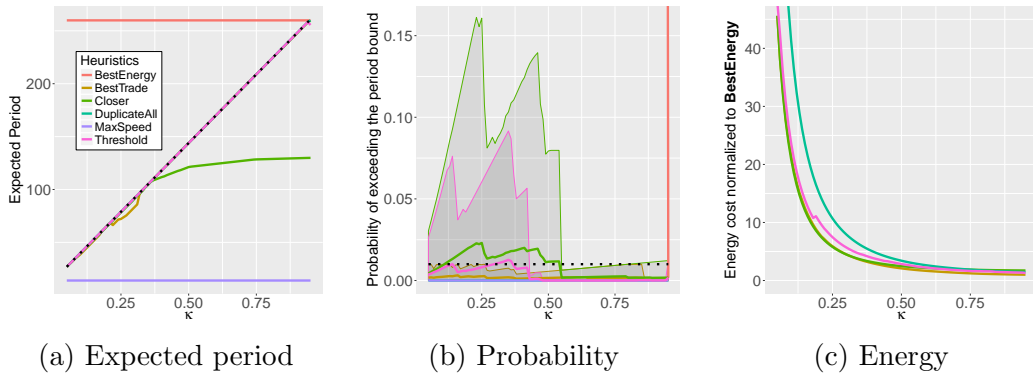 Expected Period
200
100
0.25
0.50
0.75
κ
Heuristics
BestEnergy
BestTrade
Closer
DuplicateAll
MaxSpeed
Threshold
(a) Expected period
Probability of exceeding the period bound
0.15
0.10
0.05
0.00
0.00
0.25
0.50
0.75
κ
(b) Probability
Energy cost normalized to BestEnergy
40
30
20
10
0
0.25
0.50
0.75
κ
(c) Energy